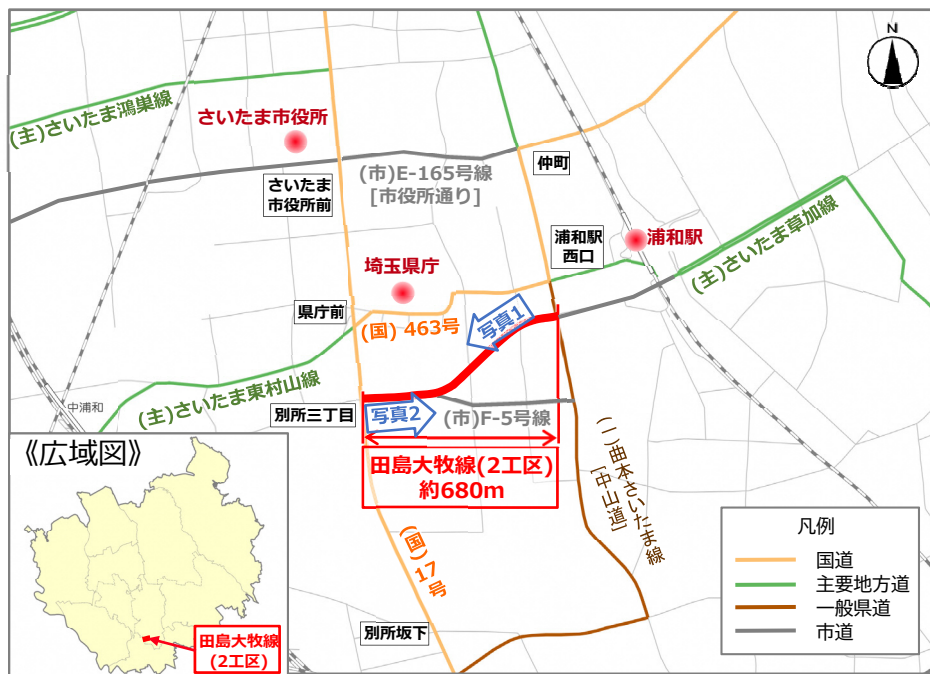 N
(主)さいたま鴻巣線
さいたま市役所
さいたま
市役所前
(市)E-165号線
[市役所通り]
仲町
浦和駅
西口
浦和駅
(主)さいたま草加線
埼玉県庁
県庁前
(国) 463号
写真1
(主)さいたま東村山線
中浦和
別所三丁目
写真2
(市)F-5号線
田島大牧線(2工区)
約680m
(一)曲本さいたま線
[中山道]
(国)17号
別所坂下
《広域図》
田島大牧線
(2工区)
凡例
国道
主要地方道
一般県道
市道